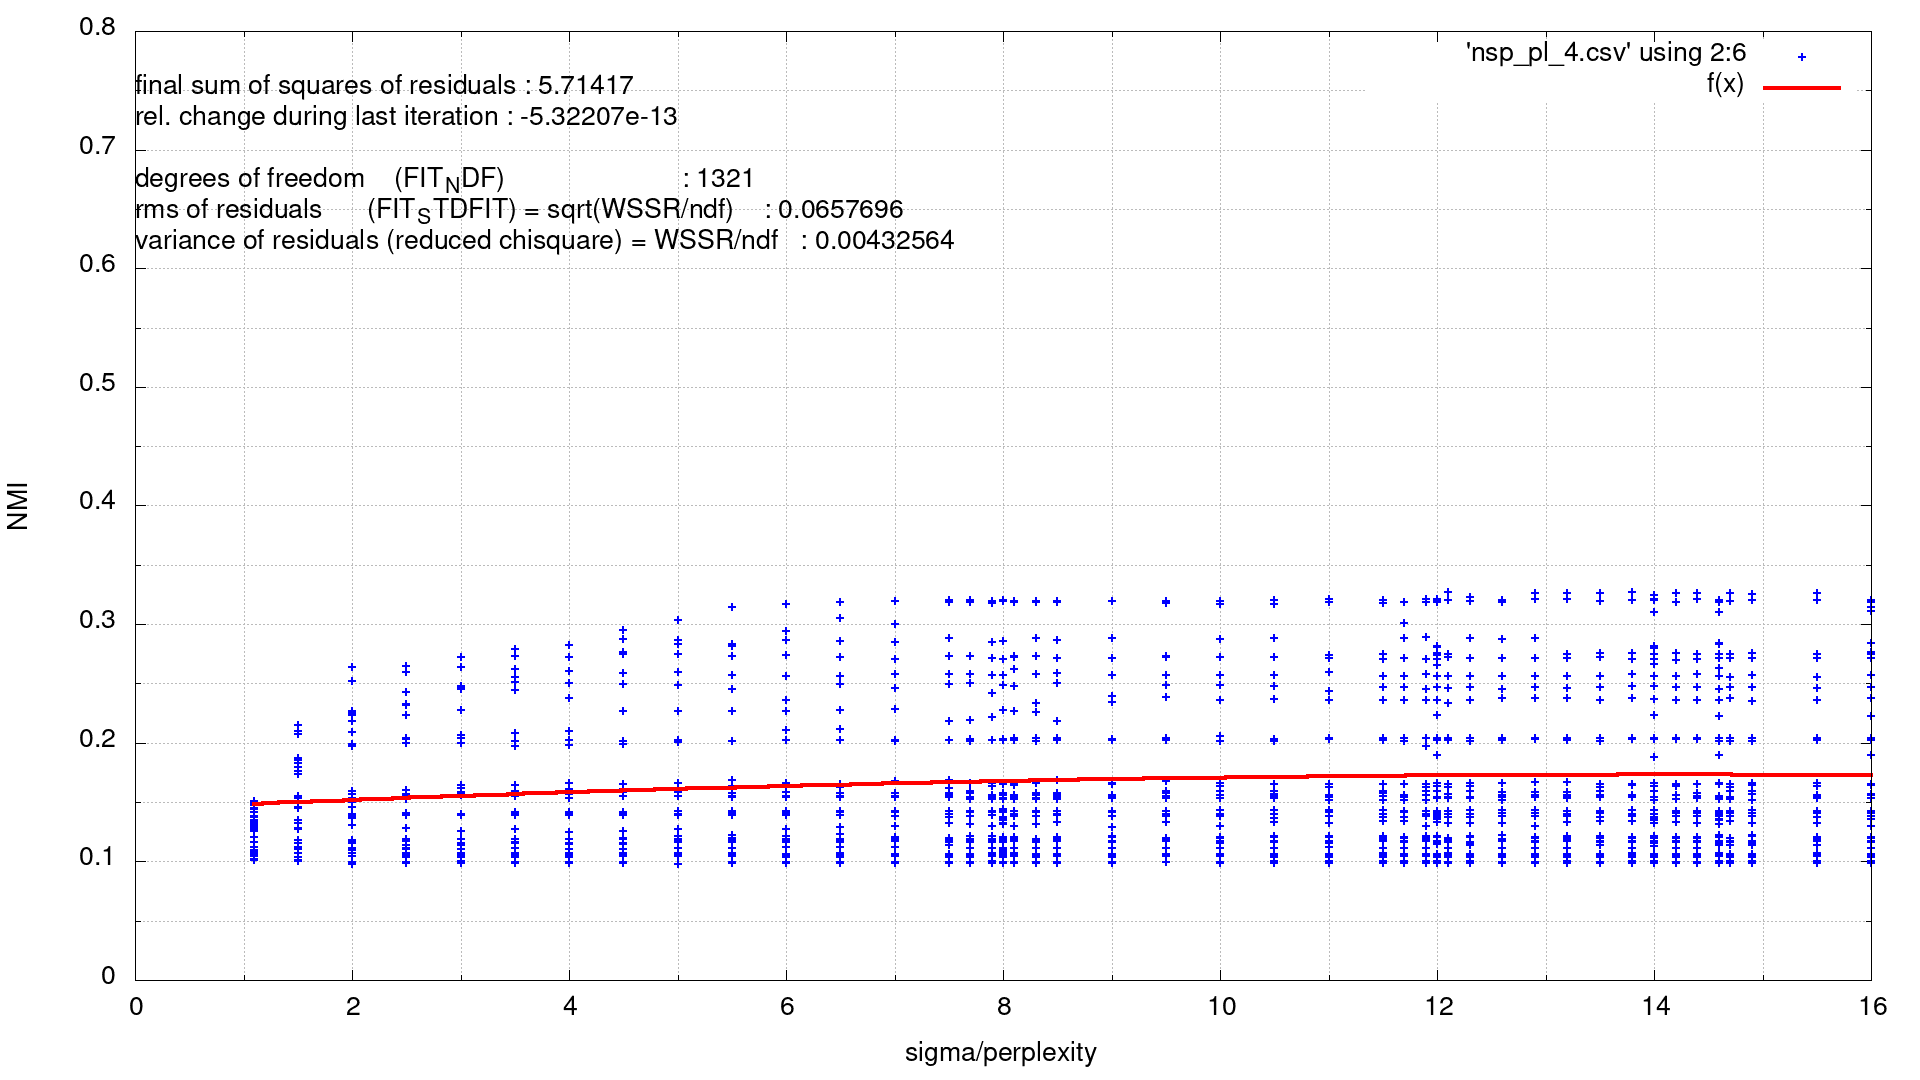 'nsp_pl_4.csv' using 2:6
f(x)
final sum of squares of residuals : 5.71417
rel. change during last iteration : -5.32207e-13
degrees of freedom (FIT_NDF) : 1321
rms of residuals (FIT_STDFIT) = sqrt(WSSR/ndf) : 0.0657696
variance of residuals (reduced chisquare) = WSSR/ndf : 0.00432564
0.8
0.7
0.6
0.5
0.4
0.3
0.2
0.1
0
NMI
0 2 4 6 8 10 12 14 16
sigma/perplexity